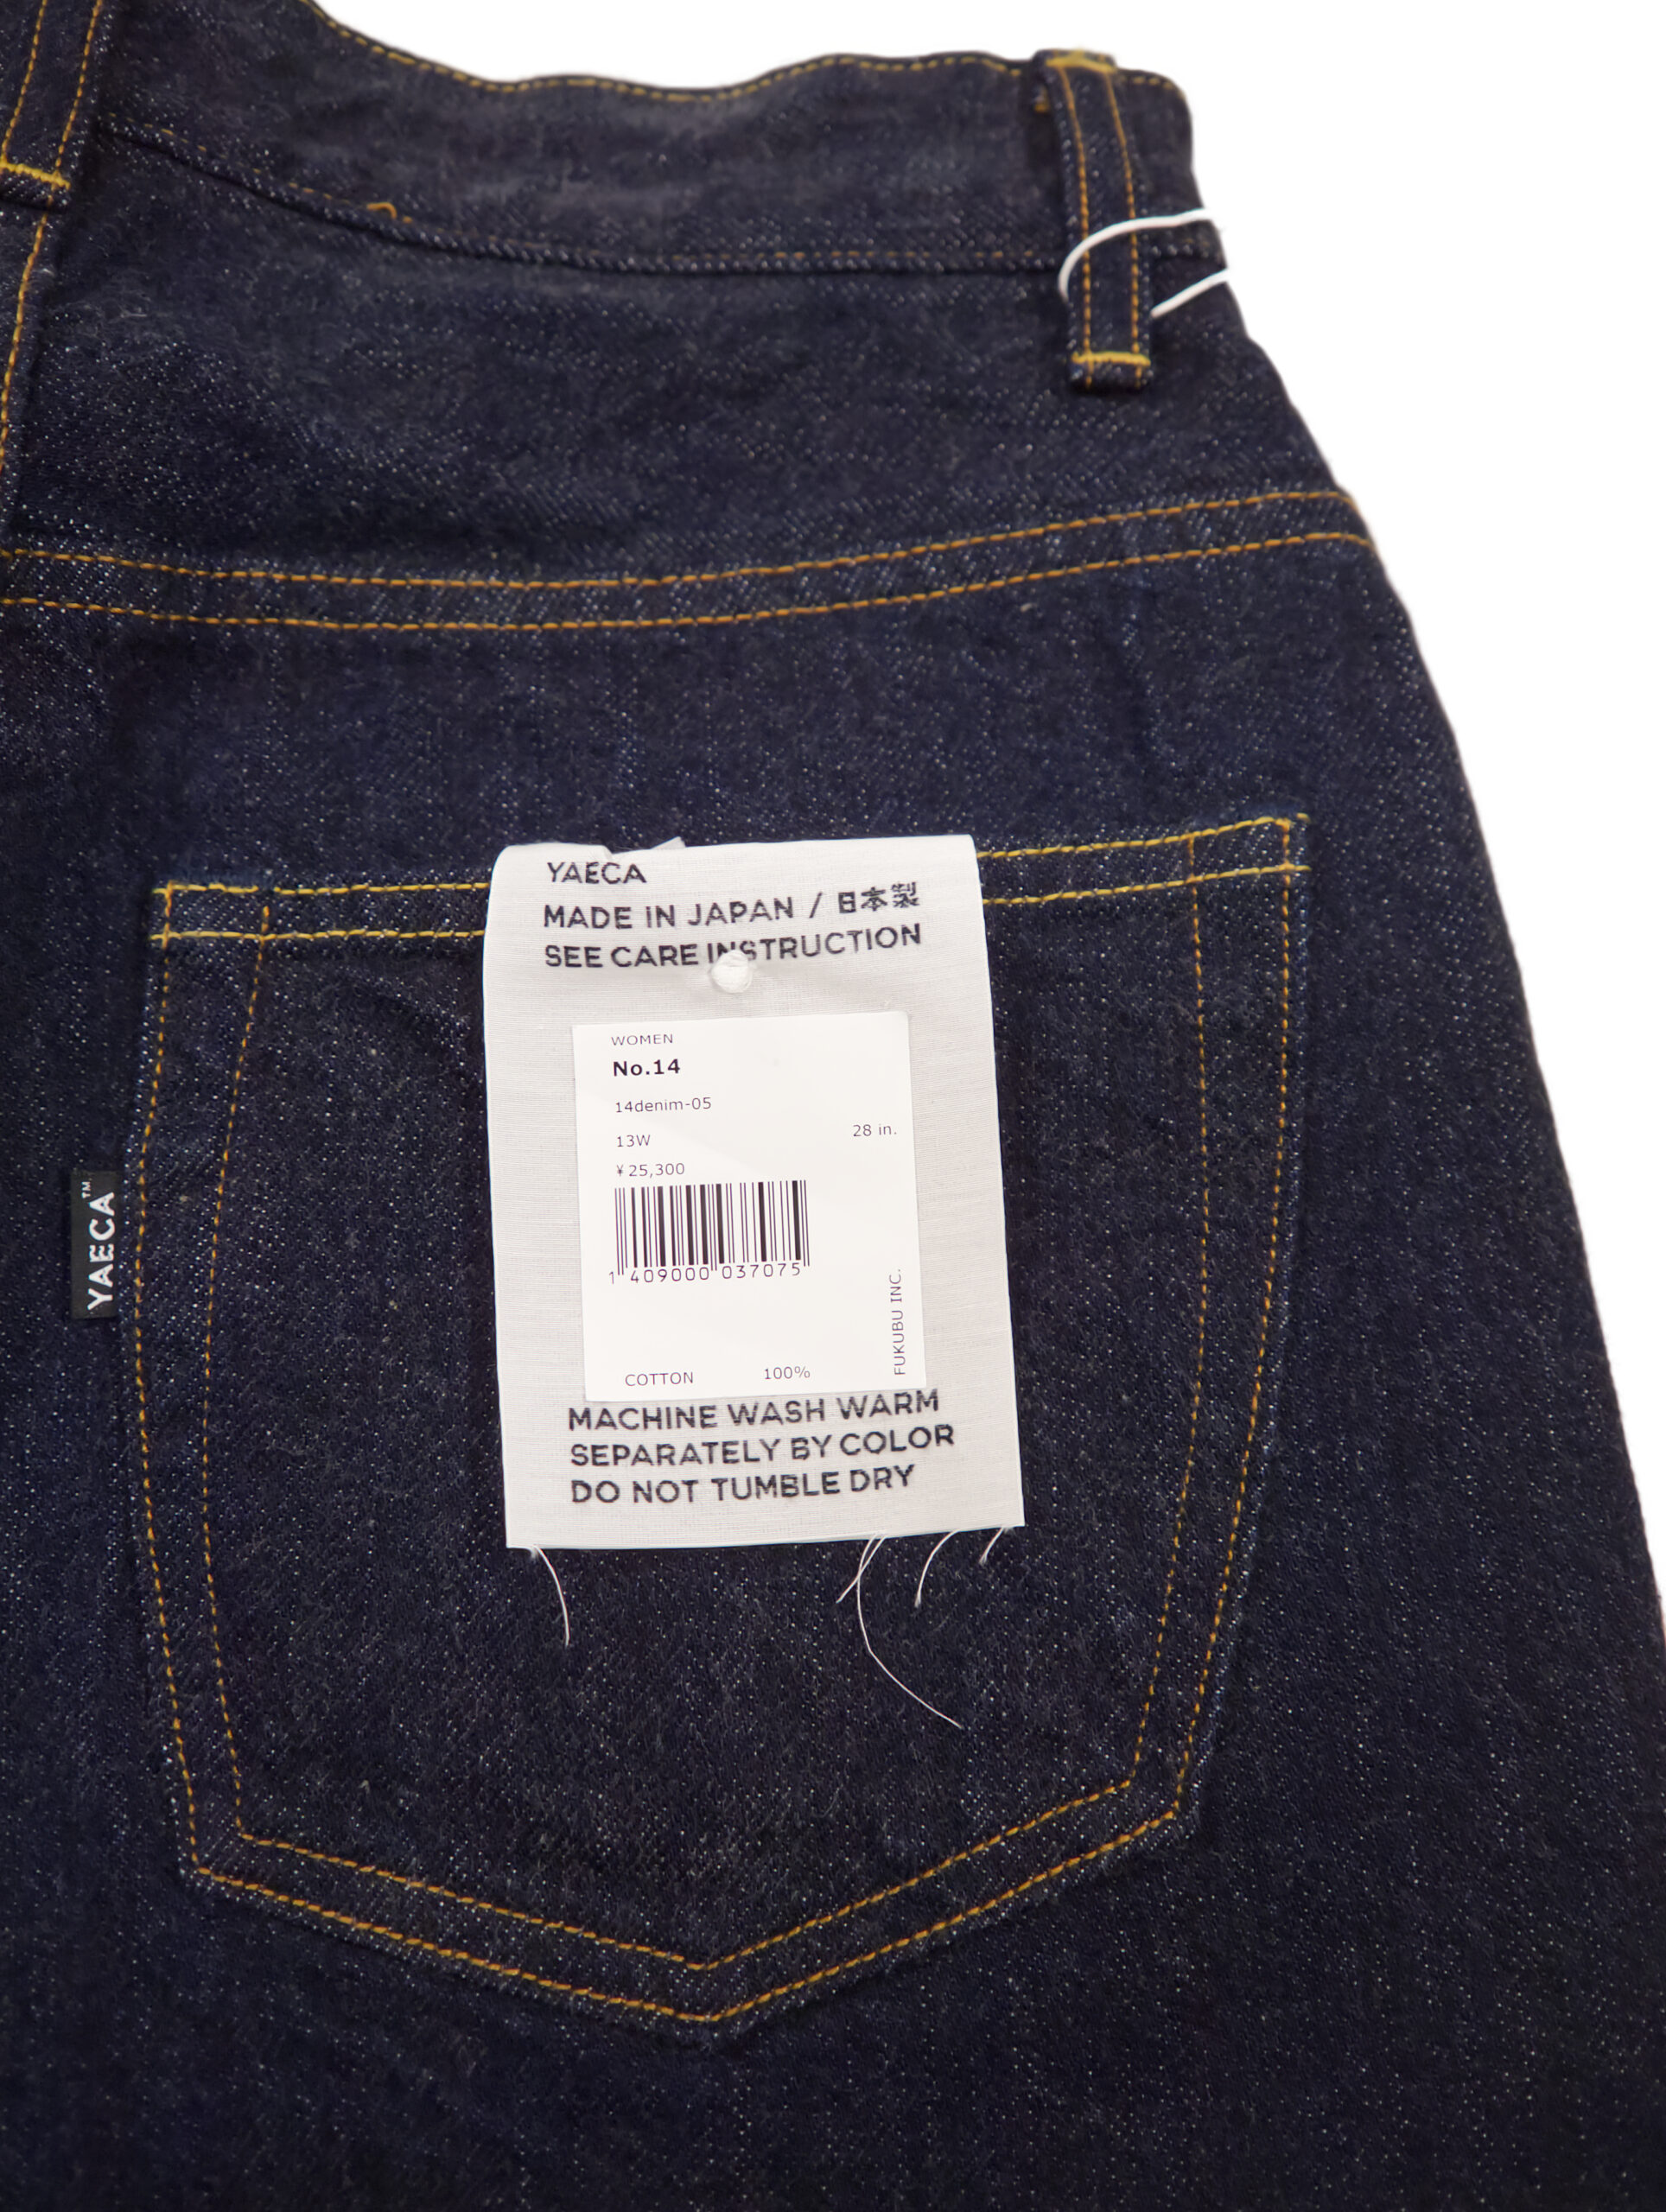 YAECA
MADE IN JAPAN / 日本製
SEE CARE INSTRUCTION
WOMEN
No.14
14denim-05
13W 28 in.
¥25,300
1 409000 037075
FUKUBU INC.
COTTON 100%
MACHINE WASH WARM
SEPARATELY BY COLOR
DO NOT TUMBLE DRY
YAECA™